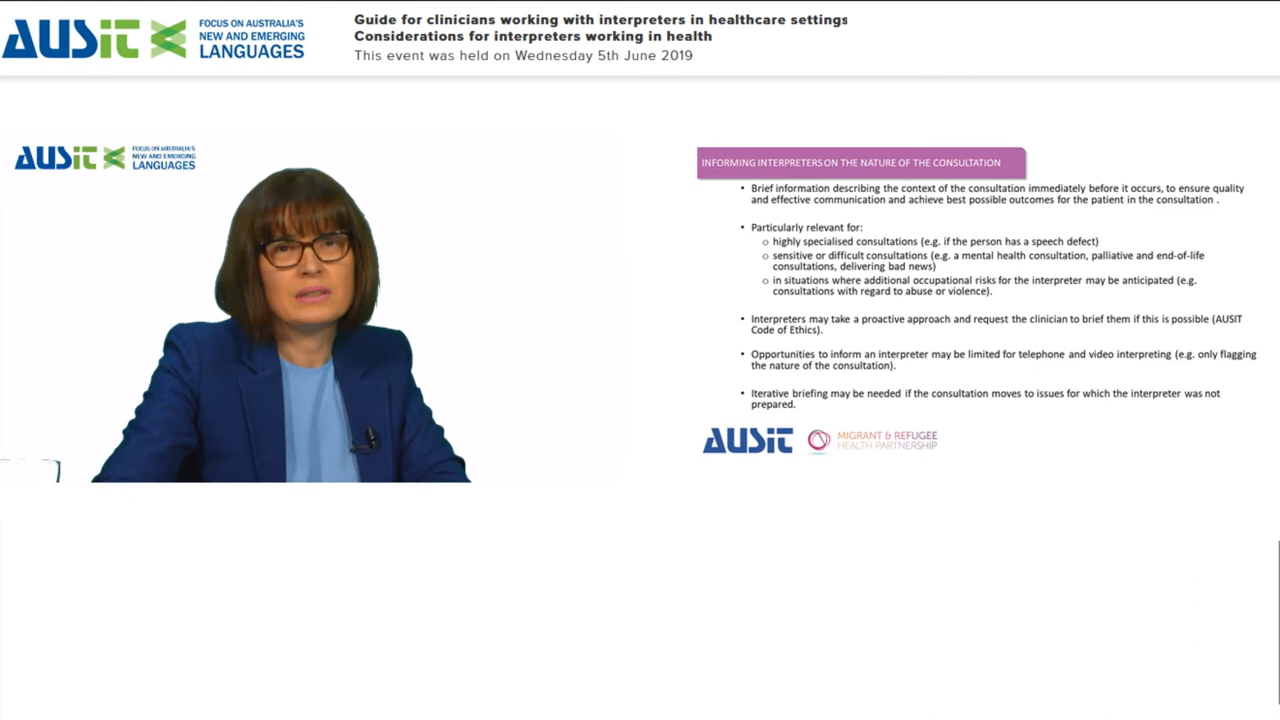 AUSiT
FOCUS ON AUSTRALIA'S
NEW AND EMERGING
LANGUAGES
Guide for clinicians working with interpreters in healthcare settings
Considerations for interpreters working in health
This event was held on Wednesday 5th June 2019
AUSiT
FOCUS ON AUSTRALIA'S
NEW AND EMERGING
LANGUAGES
INFORMING INTERPRETERS ON THE NATURE OF THE CONSULTATION
• Brief information describing the context of the consultation immediately before it occurs, to ensure quality
and effective communication and achieve best possible outcomes for the patient in the consultation .
• Particularly relevant for:
o highly specialised consultations (e.g. if the person has a speech defect)
o sensitive or difficult consultations (e.g. a mental health consultation, palliative and end-of-life
consultations, delivering bad news)
o in situations where additional occupational risks for the interpreter may be anticipated (e.g.
consultations with regard to abuse or violence).
• Interpreters may take a proactive approach and request the clinician to brief them if this is possible (AUSIT
Code of Ethics).
• Opportunities to inform an interpreter may be limited for telephone and video interpreting (e.g. only flagging
the nature of the consultation).
• Iterative briefing may be needed if the consultation moves to issues for which the interpreter was not
prepared.
AUSiT
MIGRANT & REFUGEE
HEALTH PARTNERSHIP